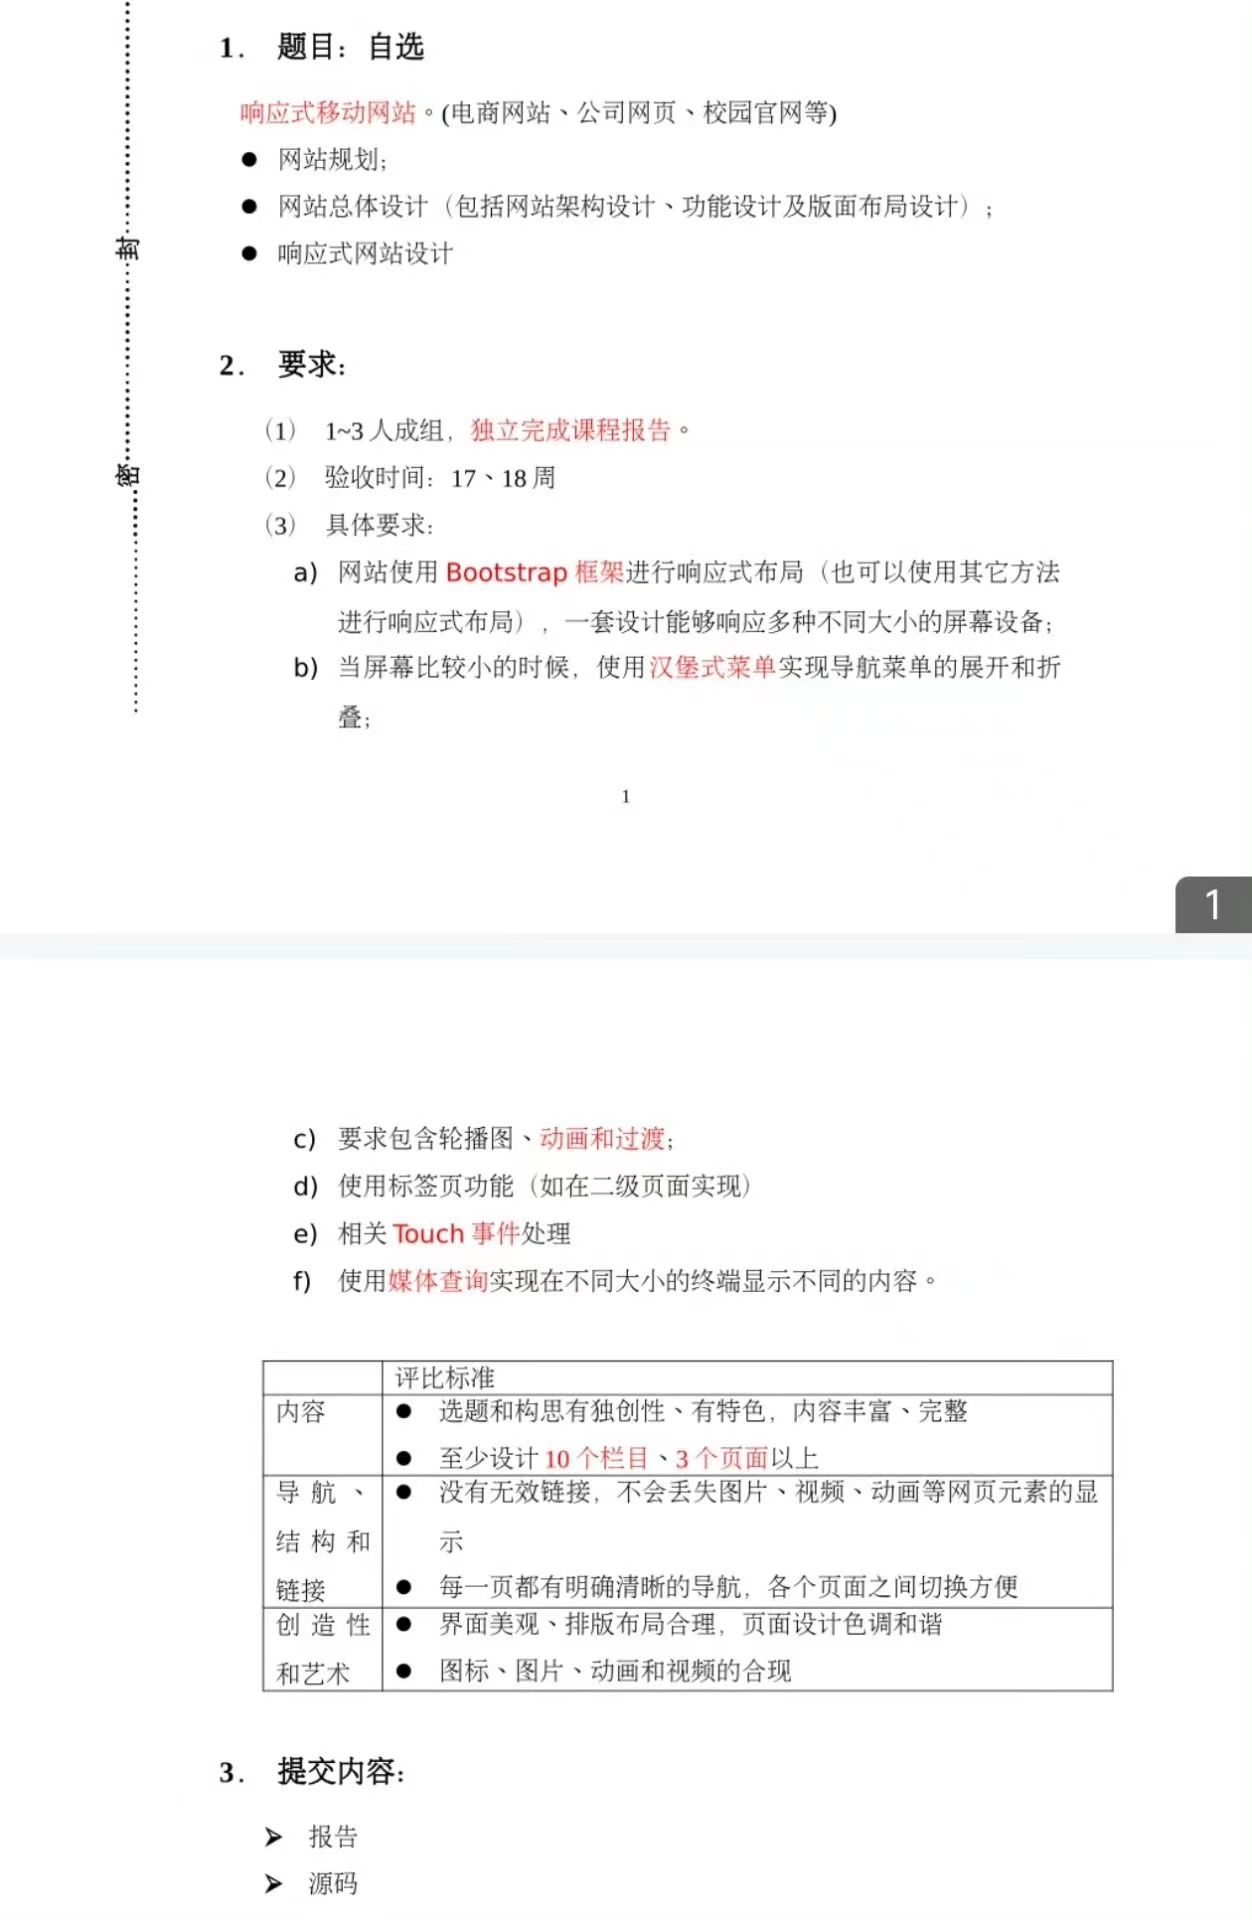 1. 题目：自选
响应式移动网站。(电商网站、公司网页、校园官网等)
● 网站规划；
● 网站总体设计（包括网站架构设计、功能设计及版面布局设计）；
● 响应式网站设计
封
2. 要求：
(1) 1~3 人成组，独立完成课程报告。
密
(2) 验收时间：17、18 周
(3) 具体要求：
a) 网站使用 Bootstrap 框架进行响应式布局（也可以使用其它方法
进行响应式布局），一套设计能够响应多种不同大小的屏幕设备；
b) 当屏幕比较小的时候，使用汉堡式菜单实现导航菜单的展开和折
叠；
1
1
c) 要求包含轮播图、动画和过渡；
d) 使用标签页功能（如在二级页面实现）
e) 相关 Touch 事件处理
f) 使用媒体查询实现在不同大小的终端显示不同的内容。
评比标准
内容
● 选题和构思有独创性、有特色，内容丰富、完整
● 至少设计 10 个栏目、3 个页面以上
导航、
结构和
链接
● 没有无效链接，不会丢失图片、视频、动画等网页元素的显
示
● 每一页都有明确清晰的导航，各个页面之间切换方便
创造性
和艺术
● 界面美观、排版布局合理，页面设计色调和谐
● 图标、图片、动画和视频的合现
3. 提交内容：
➢ 报告
➢ 源码